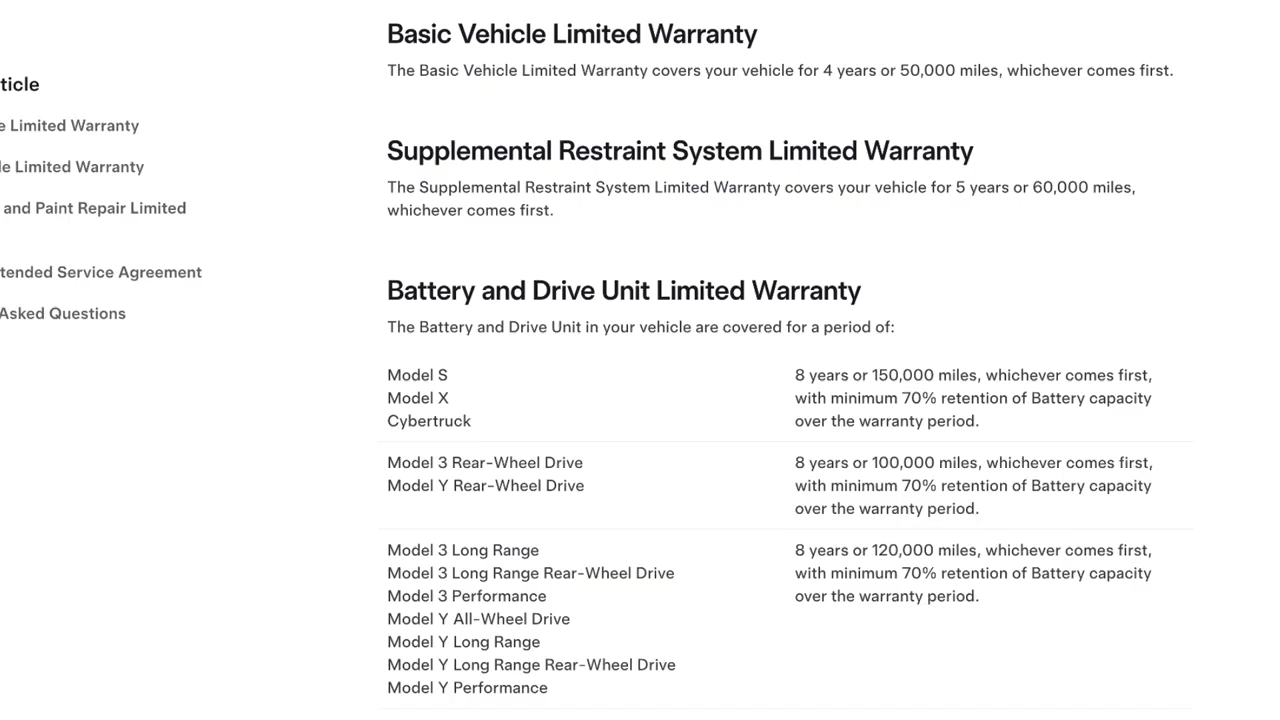 ticle
e Limited Warranty
le Limited Warranty
and Paint Repair Limited
tended Service Agreement
Asked Questions
Basic Vehicle Limited Warranty
The Basic Vehicle Limited Warranty covers your vehicle for 4 years or 50,000 miles, whichever comes first.
Supplemental Restraint System Limited Warranty
The Supplemental Restraint System Limited Warranty covers your vehicle for 5 years or 60,000 miles,
whichever comes first.
Battery and Drive Unit Limited Warranty
The Battery and Drive Unit in your vehicle are covered for a period of:
Model S
Model X
Cybertruck
8 years or 150,000 miles, whichever comes first,
with minimum 70% retention of Battery capacity
over the warranty period.
Model 3 Rear-Wheel Drive
Model Y Rear-Wheel Drive
8 years or 100,000 miles, whichever comes first,
with minimum 70% retention of Battery capacity
over the warranty period.
Model 3 Long Range
Model 3 Long Range Rear-Wheel Drive
Model 3 Performance
Model Y All-Wheel Drive
Model Y Long Range
Model Y Long Range Rear-Wheel Drive
Model Y Performance
8 years or 120,000 miles, whichever comes first,
with minimum 70% retention of Battery capacity
over the warranty period.